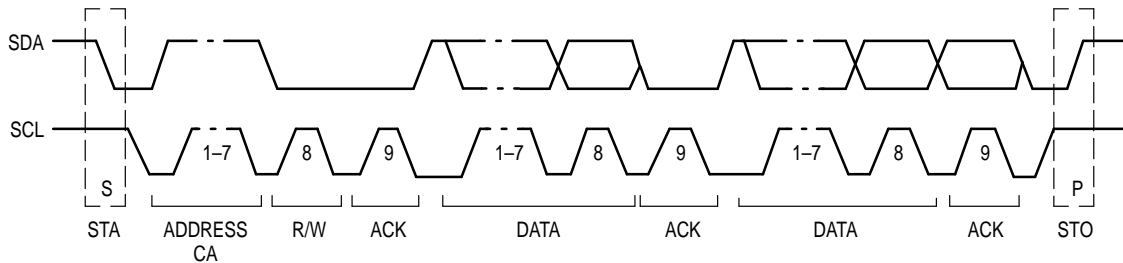 SDA
SCL
1–7 8 9 1–7 8 9 1–7 8 9
S P
STA ADDRESS R/W ACK DATA ACK DATA ACK STO
CA